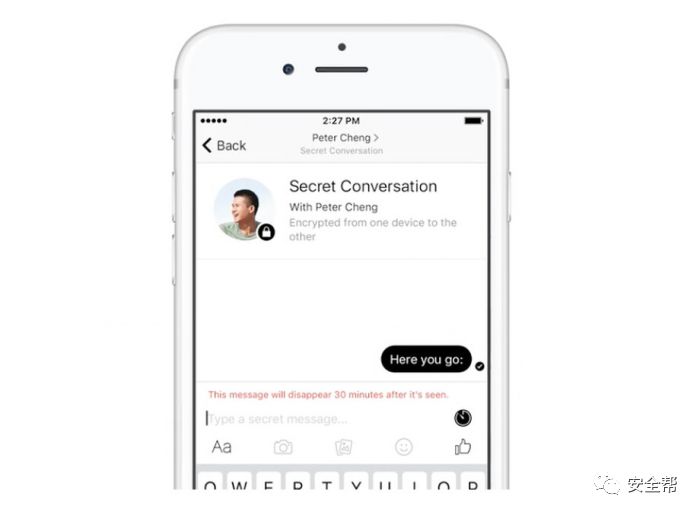 2:27 PM
Back
Peter Cheng >
Secret Conversation
Secret Conversation
With Peter Cheng
Encrypted from one device to the
other
Here you go:
This message will disappear 30 minutes after it's seen.
Type a secret message...
Aa
Q W E R T Y U I O P
安全帮